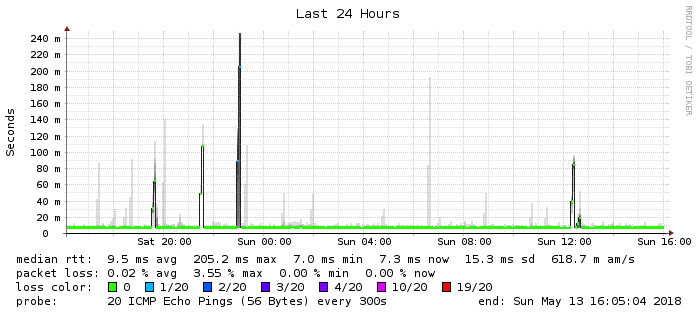 Last 24 Hours
RRDTOOL / TOBI OETIKER
Seconds
240 m
220 m
200 m
180 m
160 m
140 m
120 m
100 m
80 m
60 m
40 m
20 m
0
Sat 20:00 Sun 00:00 Sun 04:00 Sun 08:00 Sun 12:00 Sun 16:00
median rtt: 9.5 ms avg 205.2 ms max 7.0 ms min 7.3 ms now 15.3 ms sd 618.7 m am/s
packet loss: 0.02 % avg 3.55 % max 0.00 % min 0.00 % now
loss color: 0 1/20 2/20 3/20 4/20 10/20 19/20
probe: 20 ICMP Echo Pings (56 Bytes) every 300s end: Sun May 13 16:05:04 2018